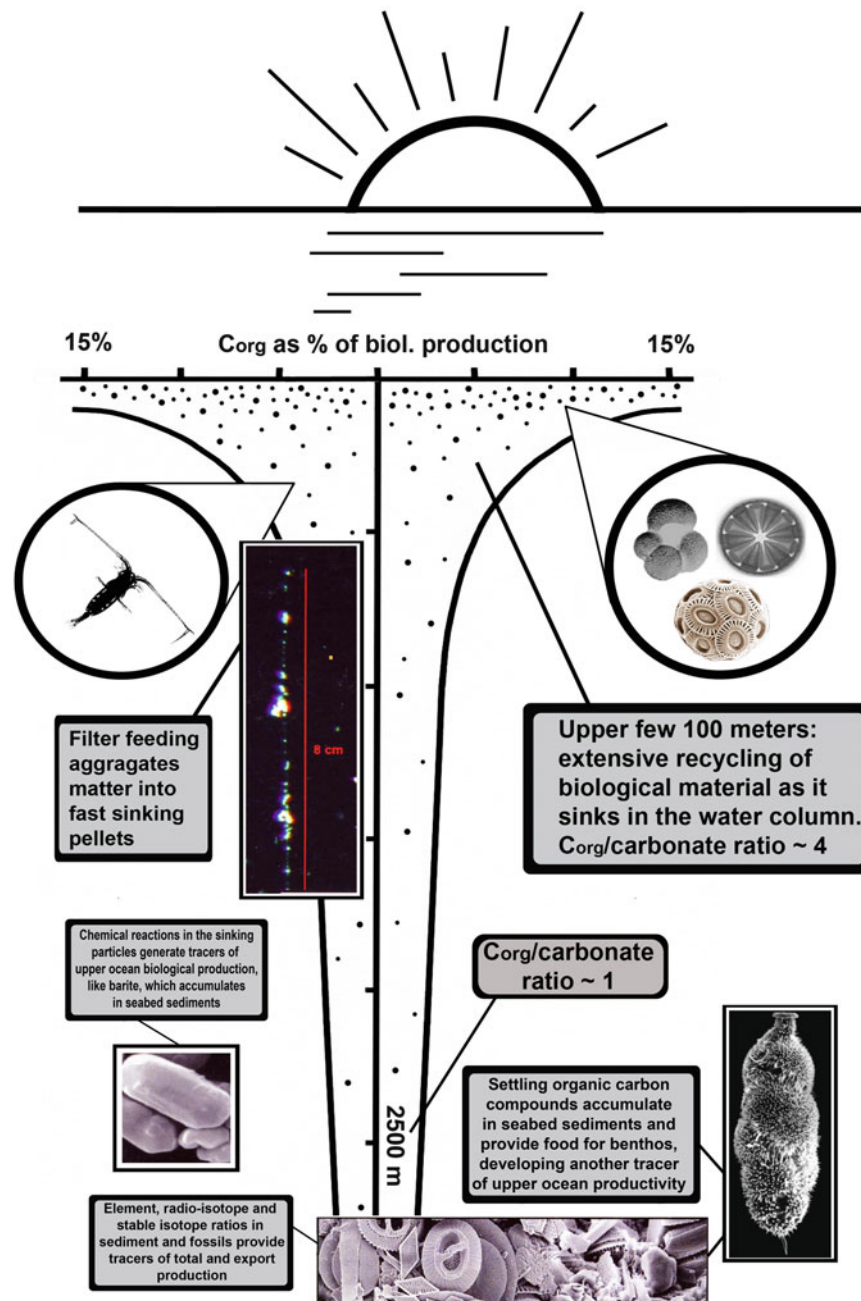 15%
Corg as % of biol. production
15%
8 cm
Filter feeding
aggragates
matter into
fast sinking
pellets
Upper few 100 meters:
extensive recycling of
biological material as it
sinks in the water column.
Corg/carbonate ratio ~ 4
Chemical reactions in the sinking
particles generate tracers of
upper ocean biological production,
like barite, which accumulates
in seabed sediments
Corg/carbonate
ratio ~ 1
2500 m
Settling organic carbon
compounds accumulate
in seabed sediments and
provide food for benthos,
developing another tracer
of upper ocean productivity
Element, radio-isotope and
stable isotope ratios in
sediment and fossils provide
tracers of total and export
production